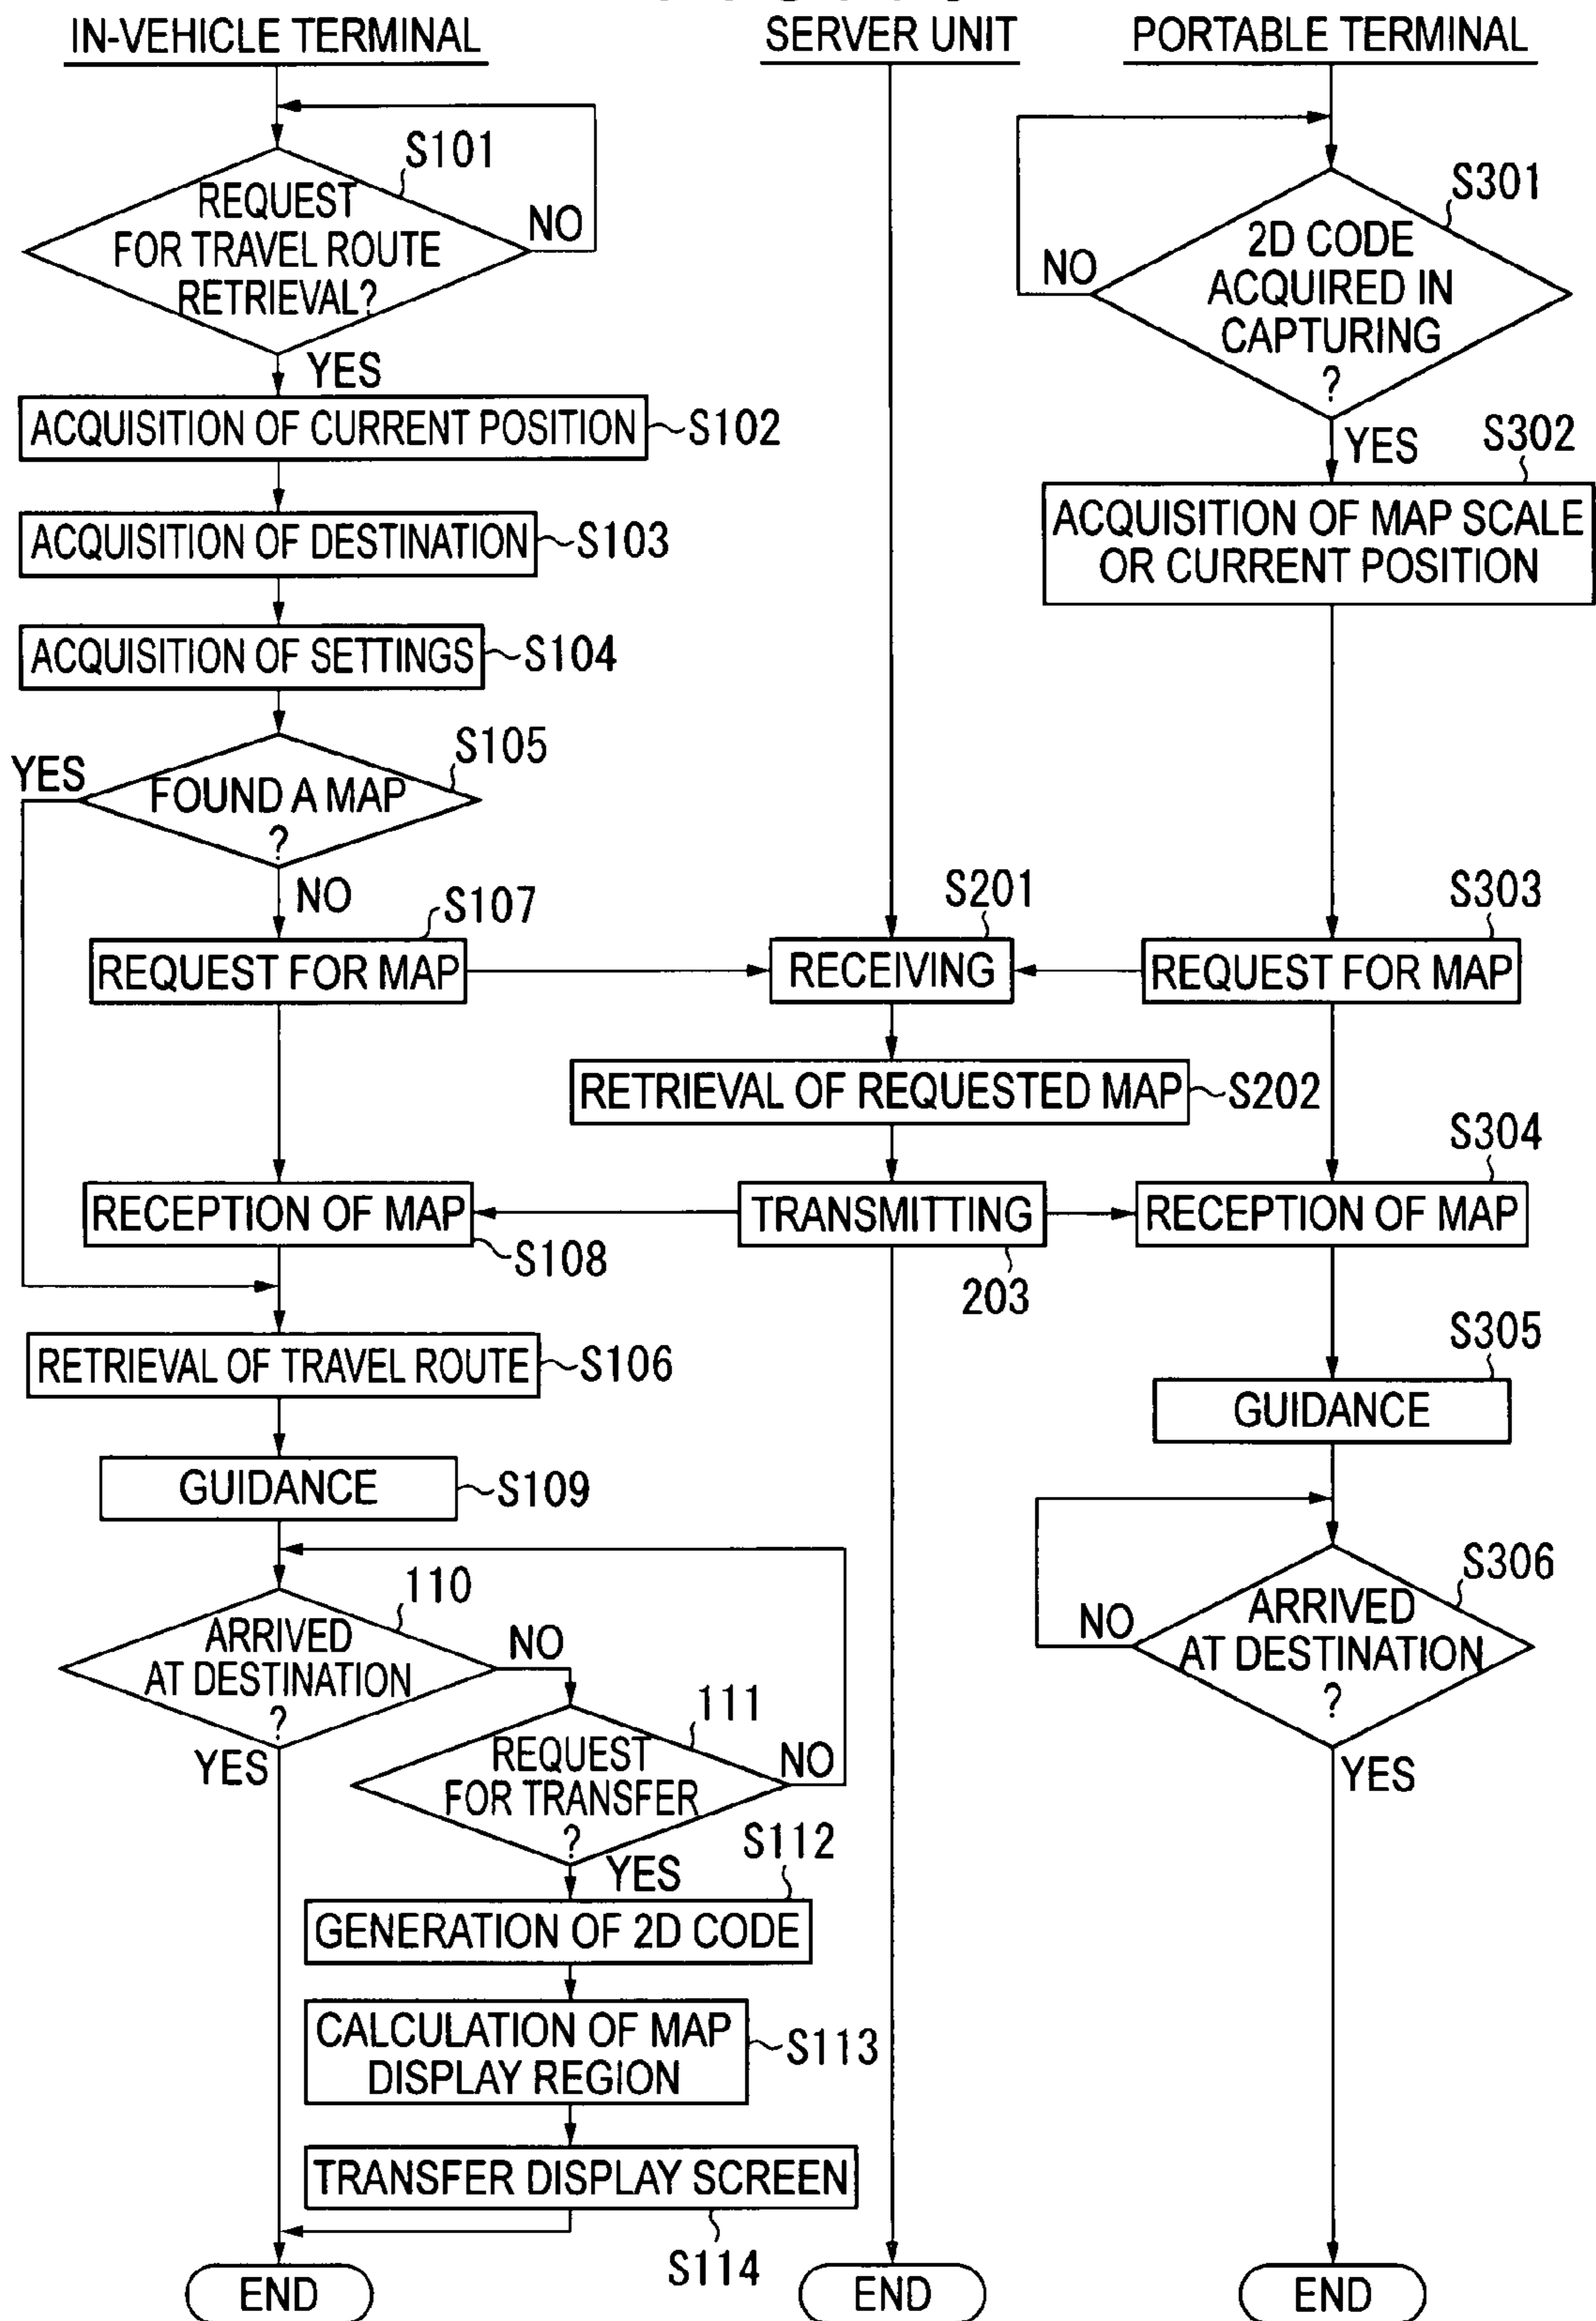 IN-VEHICLE TERMINAL
SERVER UNIT
PORTABLE TERMINAL
S101
REQUEST
FOR TRAVEL ROUTE
RETRIEVAL?
NO
YES
ACQUISITION OF CURRENT POSITION
S102
ACQUISITION OF DESTINATION
S103
ACQUISITION OF SETTINGS
S104
S105
YES
FOUND A MAP
?
NO
S107
REQUEST FOR MAP
RECEPTION OF MAP
S108
RETRIEVAL OF TRAVEL ROUTE
S106
GUIDANCE
S109
110
ARRIVED
AT DESTINATION
?
NO
YES
111
REQUEST
FOR TRANSFER
?
NO
YES
S112
GENERATION OF 2D CODE
CALCULATION OF MAP
DISPLAY REGION
S113
TRANSFER DISPLAY SCREEN
S114
END
S201
RECEIVING
RETRIEVAL OF REQUESTED MAP
S202
TRANSMITTING
203
END
S301
2D CODE
ACQUIRED IN
CAPTURING
?
NO
YES
S302
ACQUISITION OF MAP SCALE
OR CURRENT POSITION
S303
REQUEST FOR MAP
S304
RECEPTION OF MAP
S305
GUIDANCE
S306
ARRIVED
AT DESTINATION
?
NO
YES
END